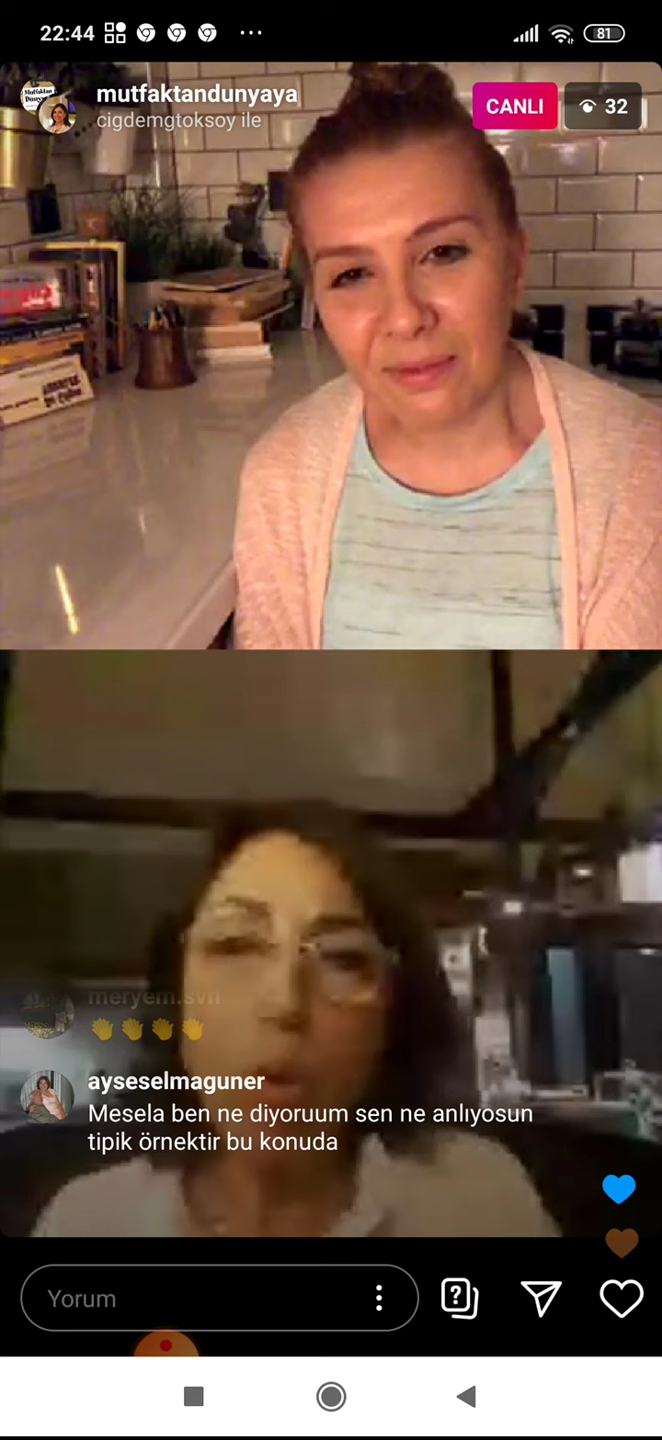 22:44
81
mutfaktandunyaya
cigdemgtoksoy ile
CANLI
32
meryem.svn
👏👏👏👏
ayseselmaguner
Mesela ben ne diyoruum sen ne anlıyosun
tipik örnektir bu konuda
Yorum